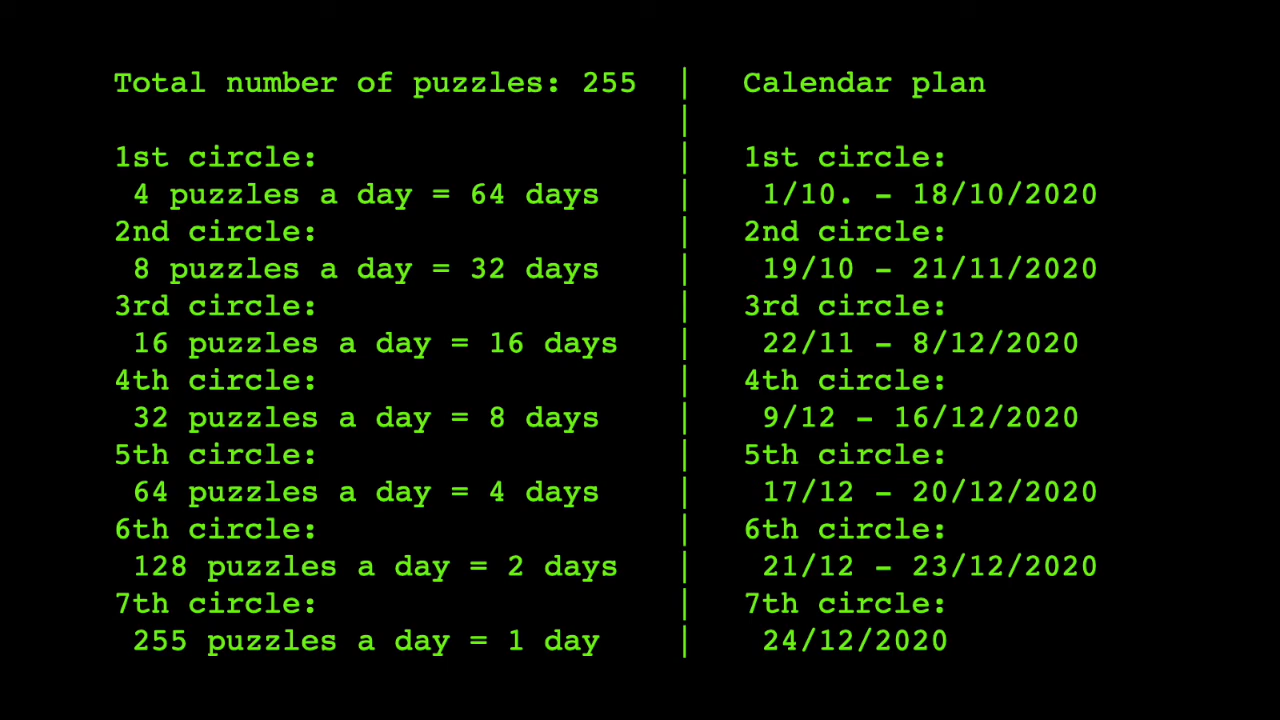 Total number of puzzles: 255 | Calendar plan
|
1st circle: | 1st circle:
4 puzzles a day = 64 days | 1/10. - 18/10/2020
2nd circle: | 2nd circle:
8 puzzles a day = 32 days | 19/10 - 21/11/2020
3rd circle: | 3rd circle:
16 puzzles a day = 16 days | 22/11 - 8/12/2020
4th circle: | 4th circle:
32 puzzles a day = 8 days | 9/12 - 16/12/2020
5th circle: | 5th circle:
64 puzzles a day = 4 days | 17/12 - 20/12/2020
6th circle: | 6th circle:
128 puzzles a day = 2 days | 21/12 - 23/12/2020
7th circle: | 7th circle:
255 puzzles a day = 1 day | 24/12/2020